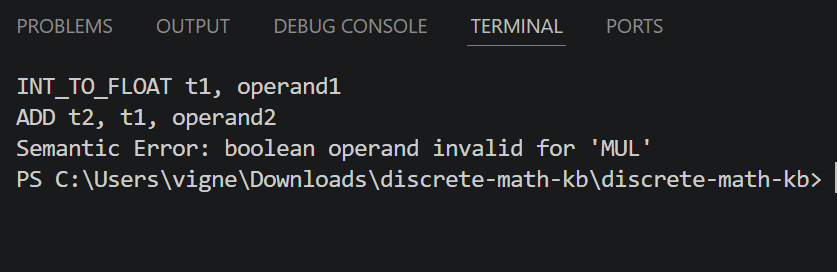 PROBLEMS OUTPUT DEBUG CONSOLE TERMINAL PORTS
INT_TO_FLOAT t1, operand1
ADD t2, t1, operand2
Semantic Error: boolean operand invalid for 'MUL'
PS C:\Users\vigne\Downloads\discrete-math-kb\discrete-math-kb>